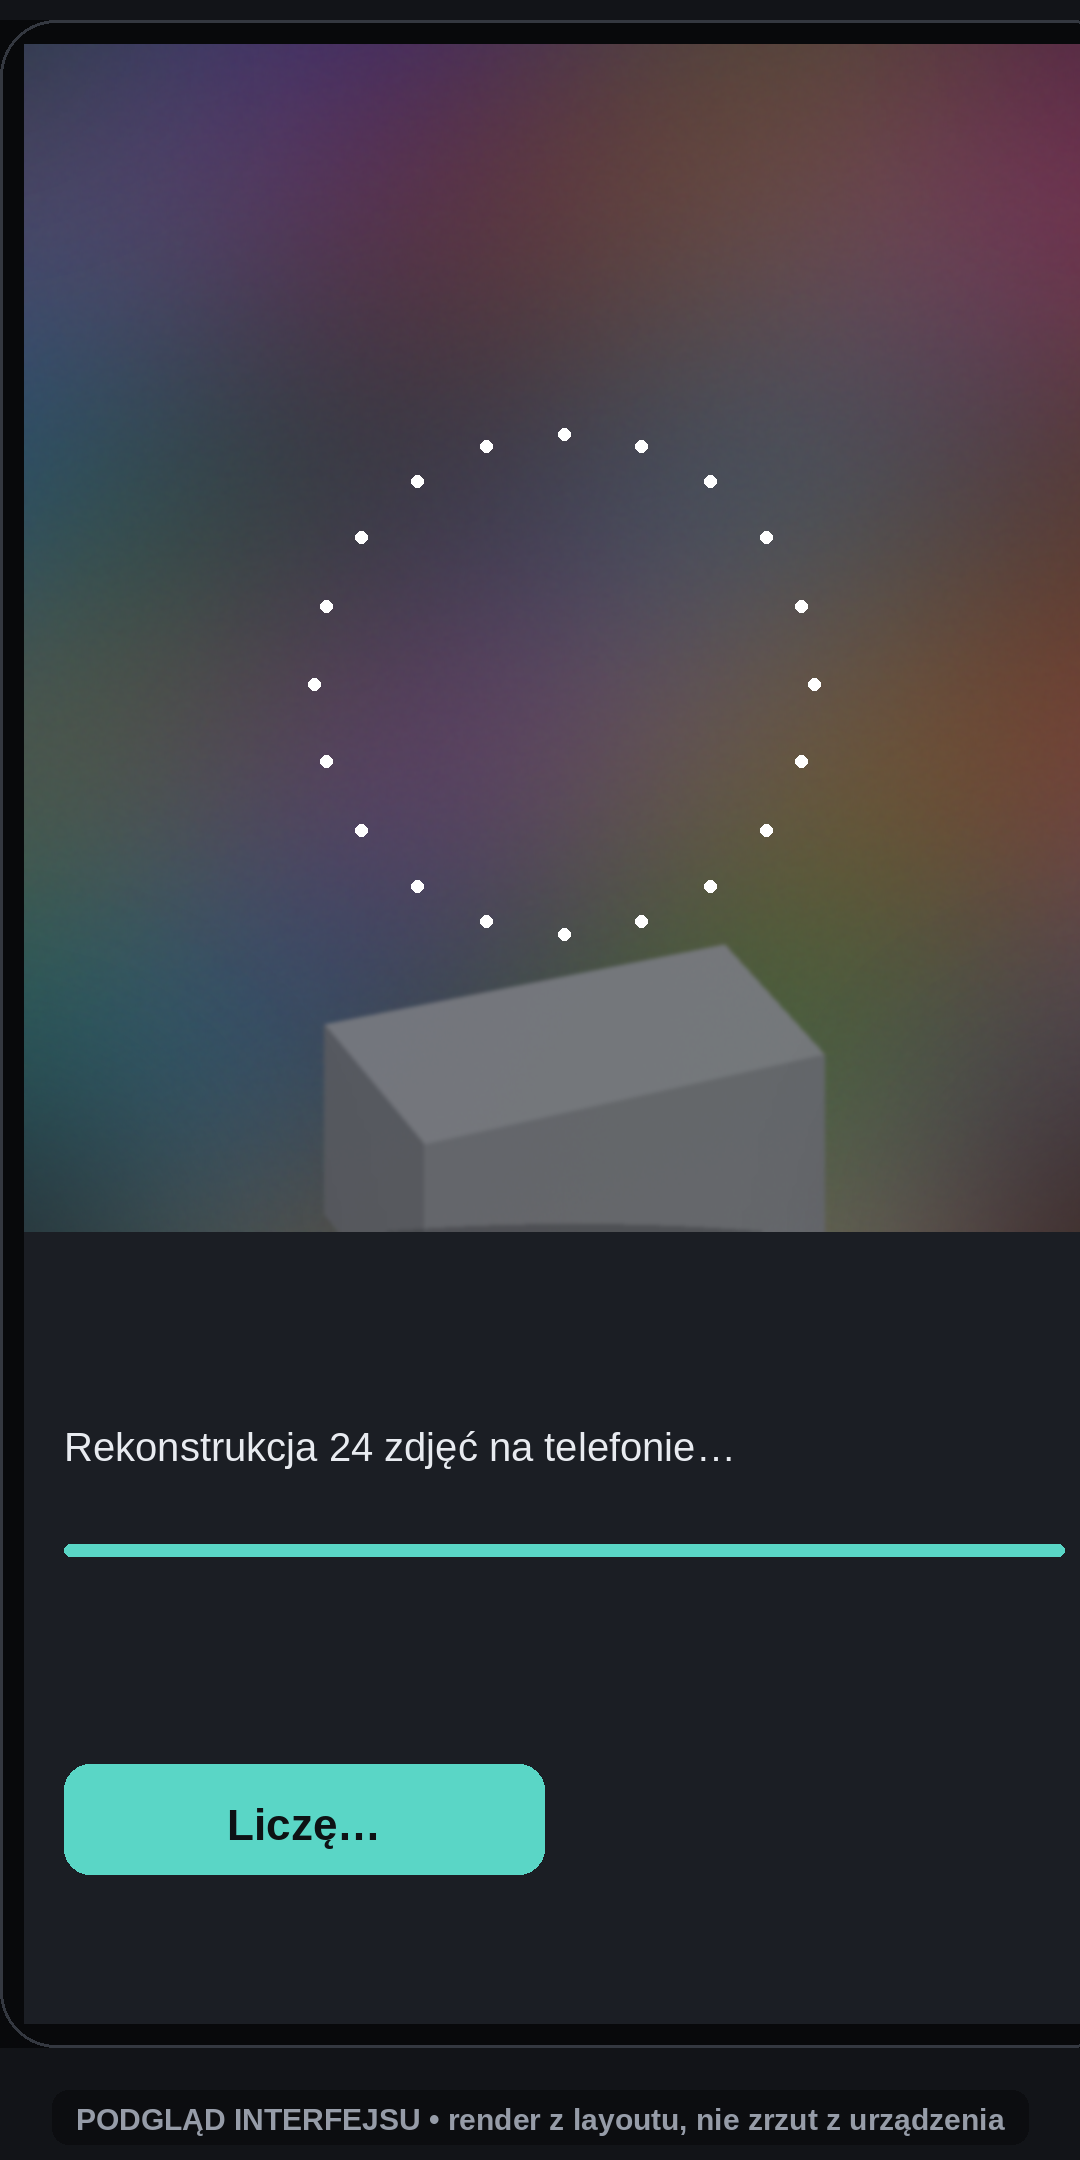 Rekonstrukcja 24 zdjęć na telefonie…
Liczę…
PODGLĄD INTERFEJSU • render z layoutu, nie zrzut z urządzenia